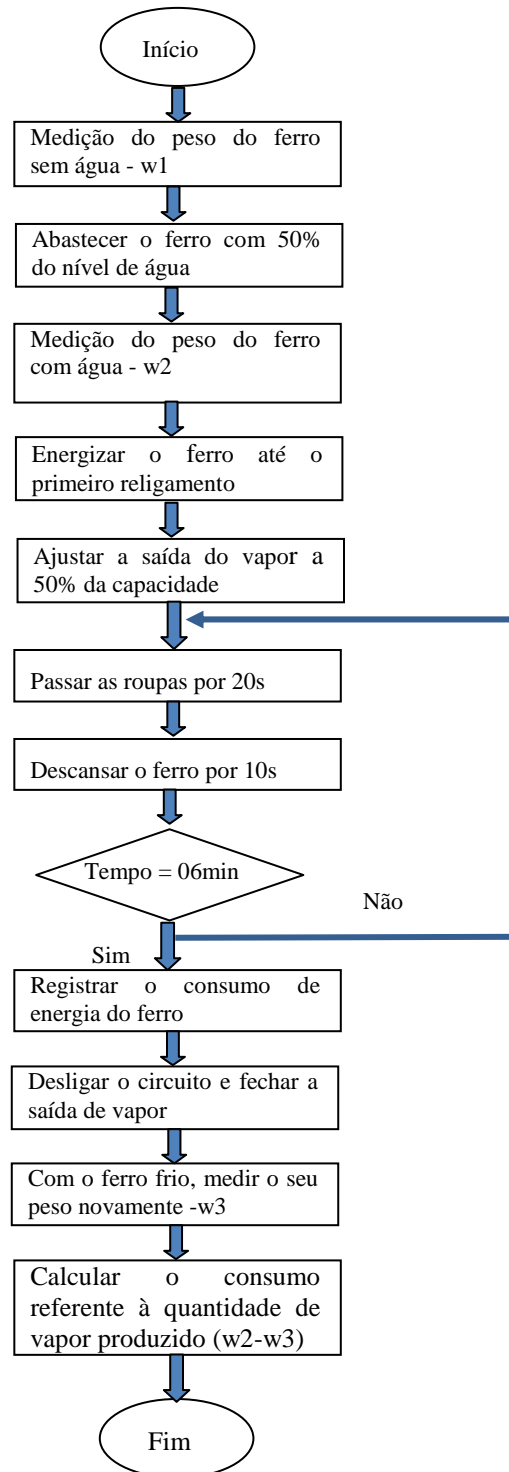 Início
Medição do peso do ferro
sem água - w1
Abastecer o ferro com 50%
do nível de água
Medição do peso do ferro
com água - w2
Energizar o ferro até o
primeiro religamento
Ajustar a saída do vapor a
50% da capacidade
Passar as roupas por 20s
Descansar o ferro por 10s
Tempo = 06min
Não
Sim
Registrar o consumo de
energia do ferro
Desligar o circuito e fechar a
saída de vapor
Com o ferro frio, medir o seu
peso novamente -w3
Calcular o consumo
referente à quantidade de
vapor produzido (w2-w3)
Fim